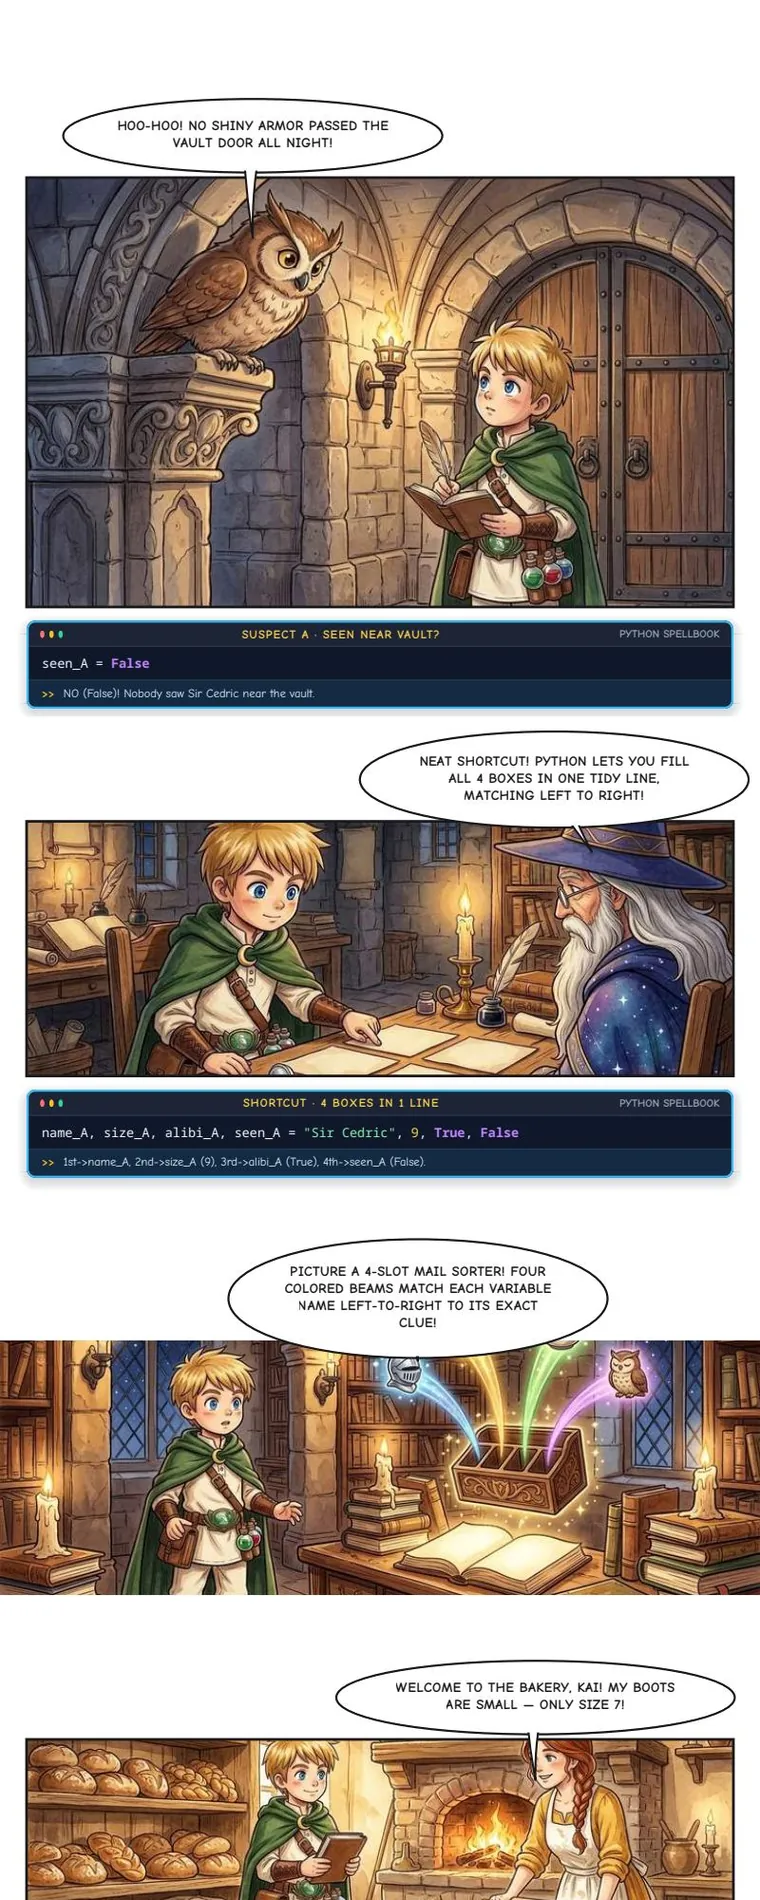 HOO-HOO! NO SHINY ARMOR PASSED THE
VAULT DOOR ALL NIGHT!
SUSPECT A · SEEN NEAR VAULT?
PYTHON SPELLBOOK
seen_A = False
>> NO (False)! Nobody saw Sir Cedric near the vault.
NEAT SHORTCUT! PYTHON LETS YOU FILL
ALL 4 BOXES IN ONE TIDY LINE,
MATCHING LEFT TO RIGHT!
SHORTCUT · 4 BOXES IN 1 LINE
PYTHON SPELLBOOK
name_A, size_A, alibi_A, seen_A = "Sir Cedric", 9, True, False
>> 1st->name_A, 2nd->size_A (9), 3rd->alibi_A (True), 4th->seen_A (False).
PICTURE A 4-SLOT MAIL SORTER! FOUR
COLORED BEAMS MATCH EACH VARIABLE
NAME LEFT-TO-RIGHT TO ITS EXACT
CLUE!
WELCOME TO THE BAKERY, KAI! MY BOOTS
ARE SMALL — ONLY SIZE 7!